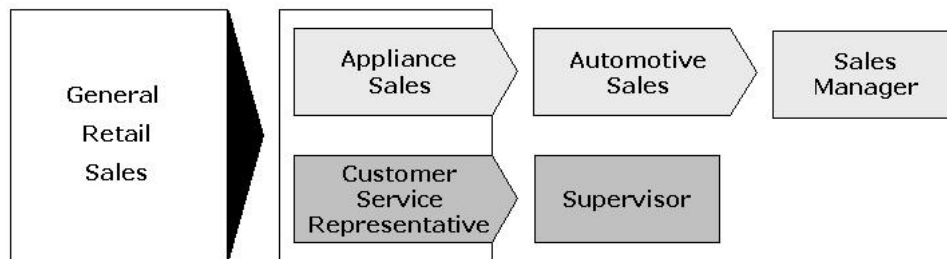 General
Retail
Sales
Appliance
Sales
Automotive
Sales
Sales
Manager
Customer
Service
Representative
Supervisor